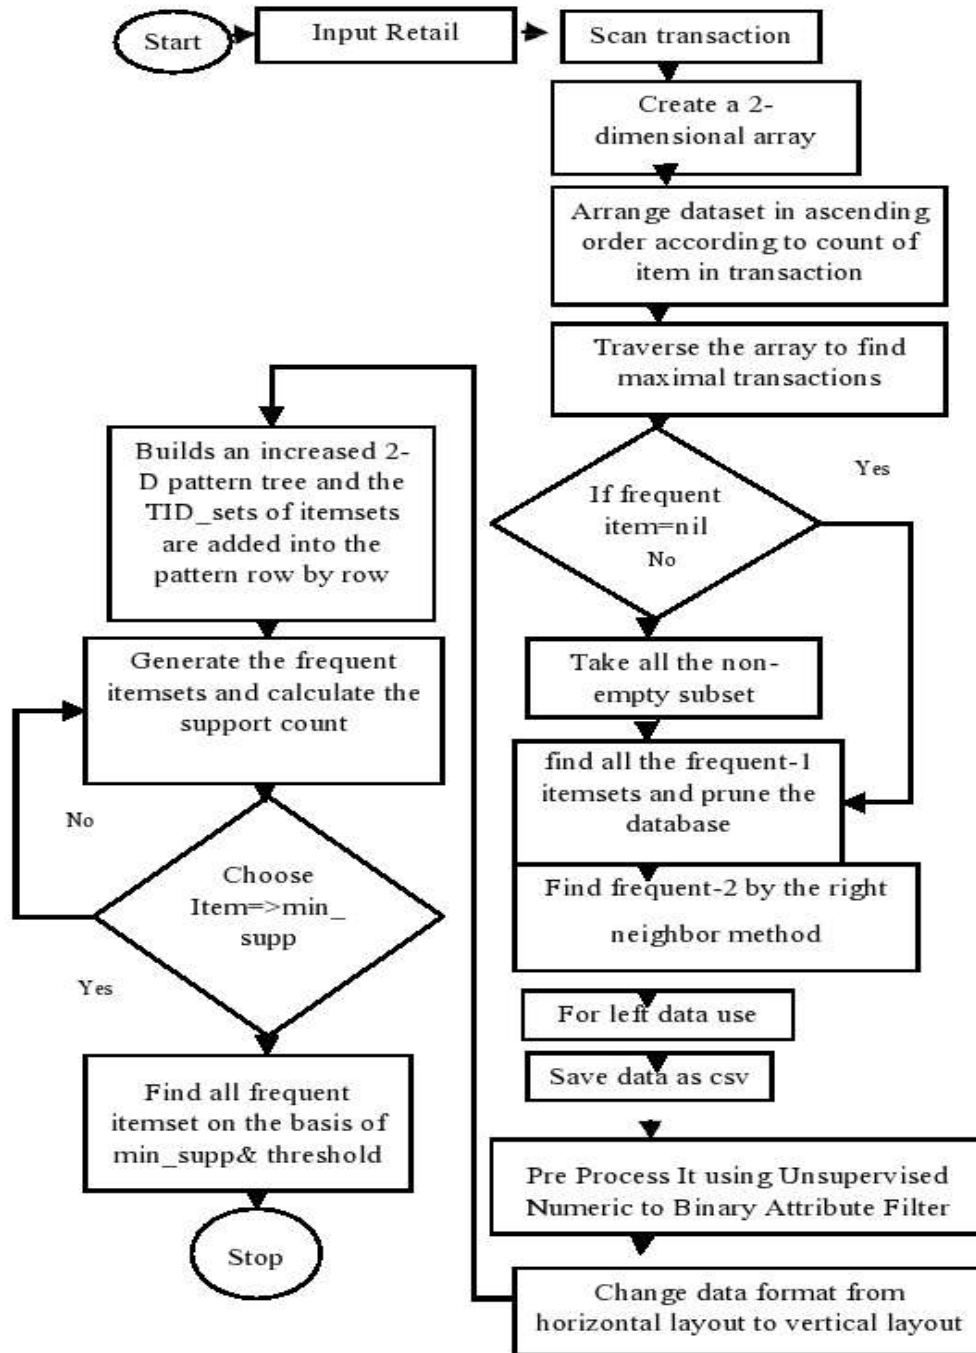 Start
Input Retail
Scan transaction
Create a 2-
dimensional array
Arrange dataset in ascending
order according to count of
item in transaction
Traverse the array to find
maximal transactions
If frequent
item=nil
No
Yes
Take all the non-
empty subset
find all the frequent-1
itemsets and prune the
database
Find frequent-2 by the right
neighbor method
For left data use
Save data as csv
Pre Process It using Unsupervised
Numeric to Binary Attribute Filter
Change data format from
horizontal layout to vertical layout
Builds an increased 2-
D pattern tree and the
TID_sets of itemsets
are added into the
pattern row by row
Generate the frequent
itemsets and calculate the
support count
No
Choose
Item=>min_
supp
Yes
Find all frequent
itemset on the basis of
min_supp& threshold
Stop